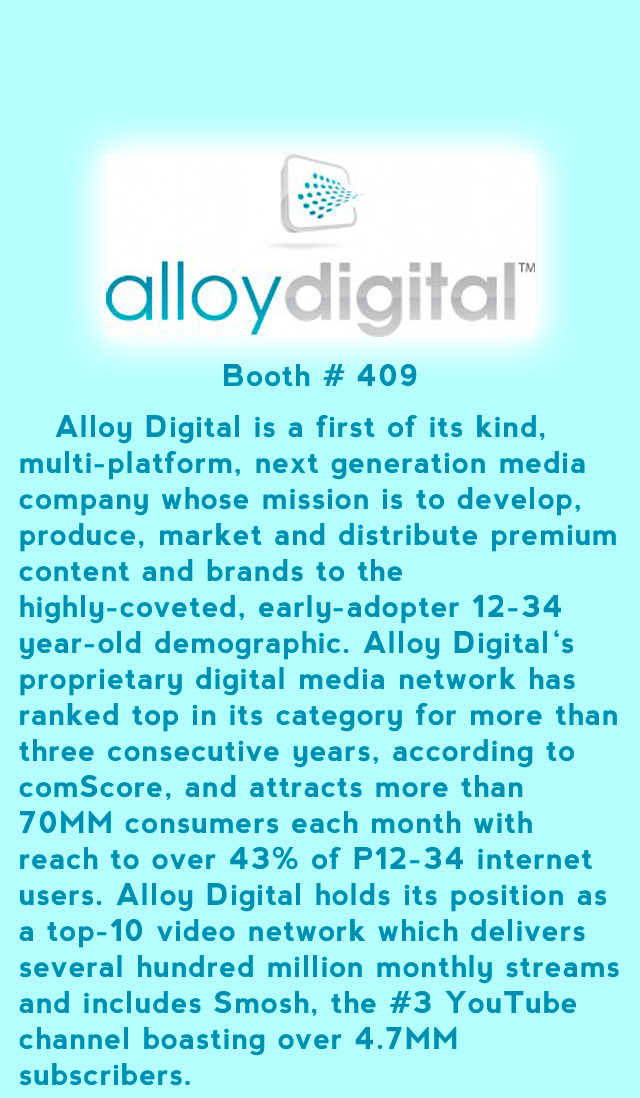 alloydigital™
Booth # 409
Alloy Digital is a first of its kind,
multi-platform, next generation media
company whose mission is to develop,
produce, market and distribute premium
content and brands to the
highly-coveted, early-adopter 12-34
year-old demographic. Alloy Digital‘s
proprietary digital media network has
ranked top in its category for more than
three consecutive years, according to
comScore, and attracts more than
70MM consumers each month with
reach to over 43% of P12-34 internet
users. Alloy Digital holds its position as
a top-10 video network which delivers
several hundred million monthly streams
and includes Smosh, the #3 YouTube
channel boasting over 4.7MM
subscribers.